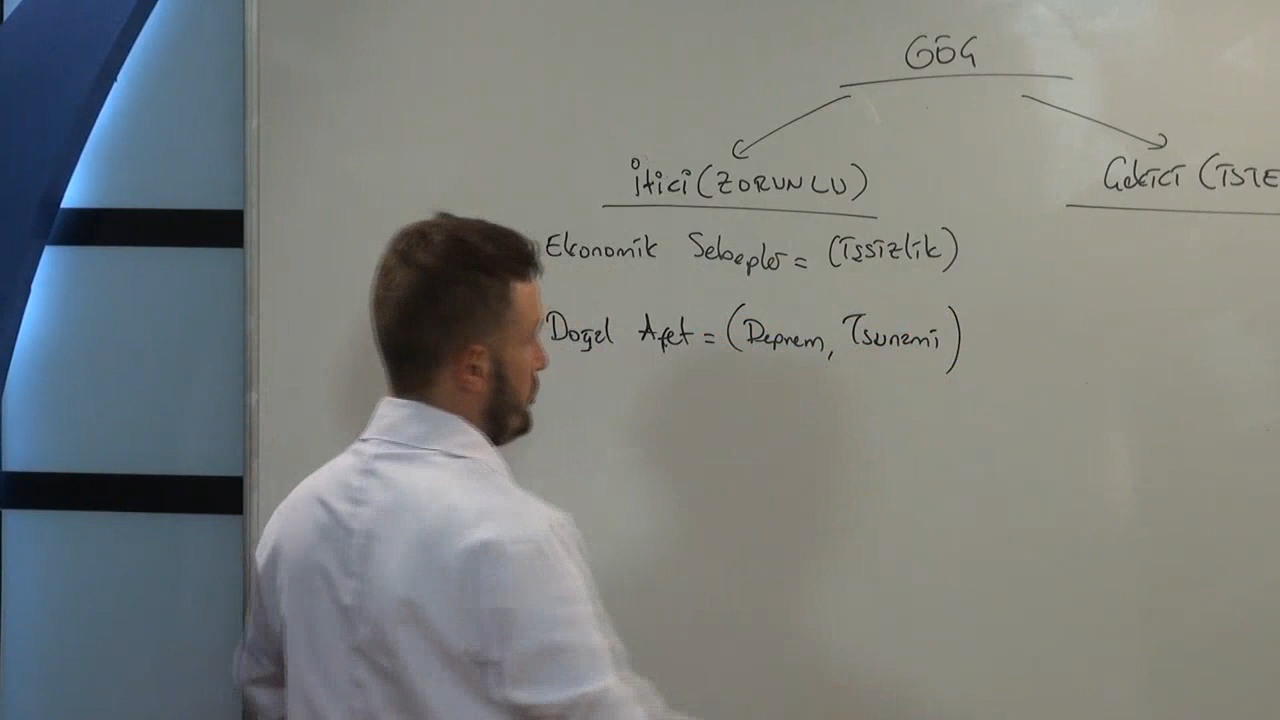 GÖÇ
İtici (ZORUNLU)
Çekici (İSTE
Ekonomik Sebepler = (İşsizlik)
Doğal Afet = (Deprem, Tsunami)